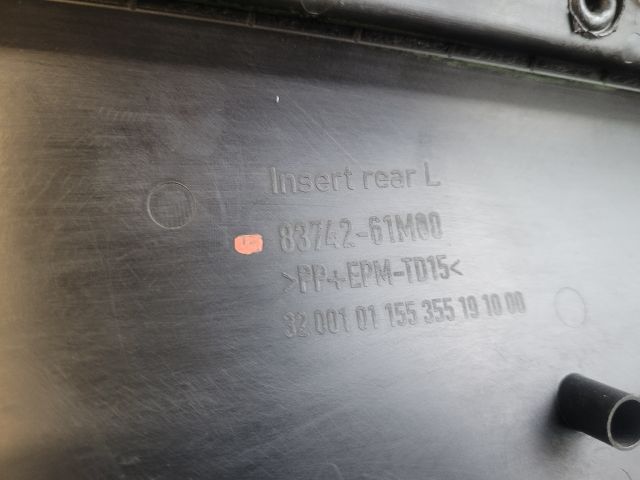 Insert rear L
83742-61M00
>PP+EPM-TD15<
32 001 01 155 355 19 10 00